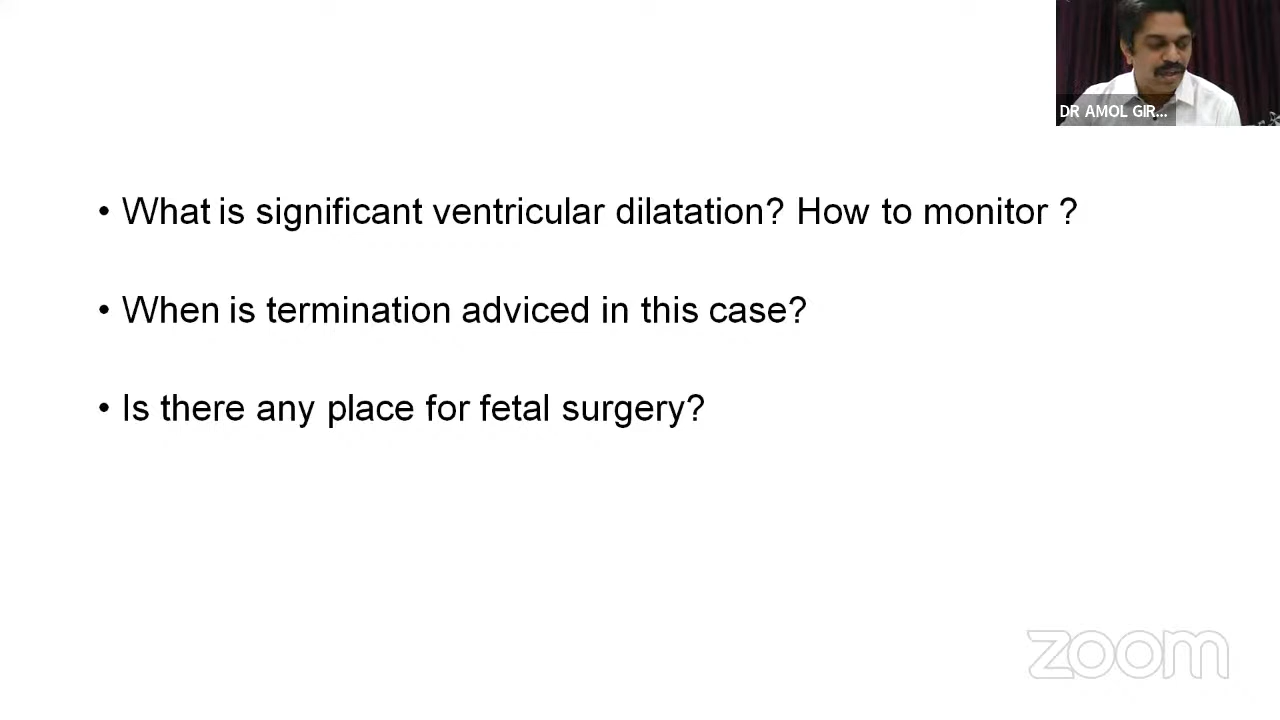 DR AMOL GIR...
• What is significant ventricular dilatation? How to monitor ?
• When is termination adviced in this case?
• Is there any place for fetal surgery?
zoom